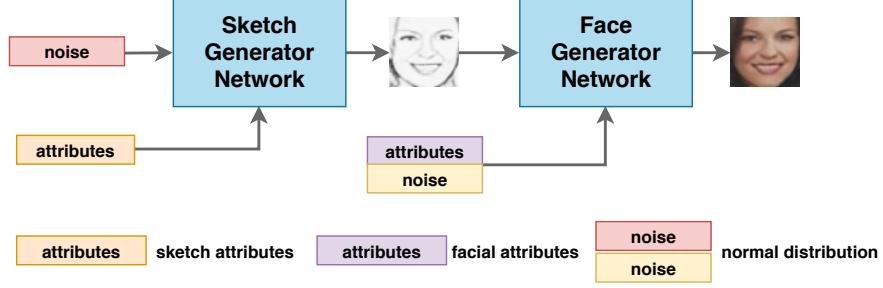 noise
Sketch
Generator
Network
Face
Generator
Network
attributes
attributes
noise
attributes sketch attributes
attributes facial attributes
noise
noise
normal distribution